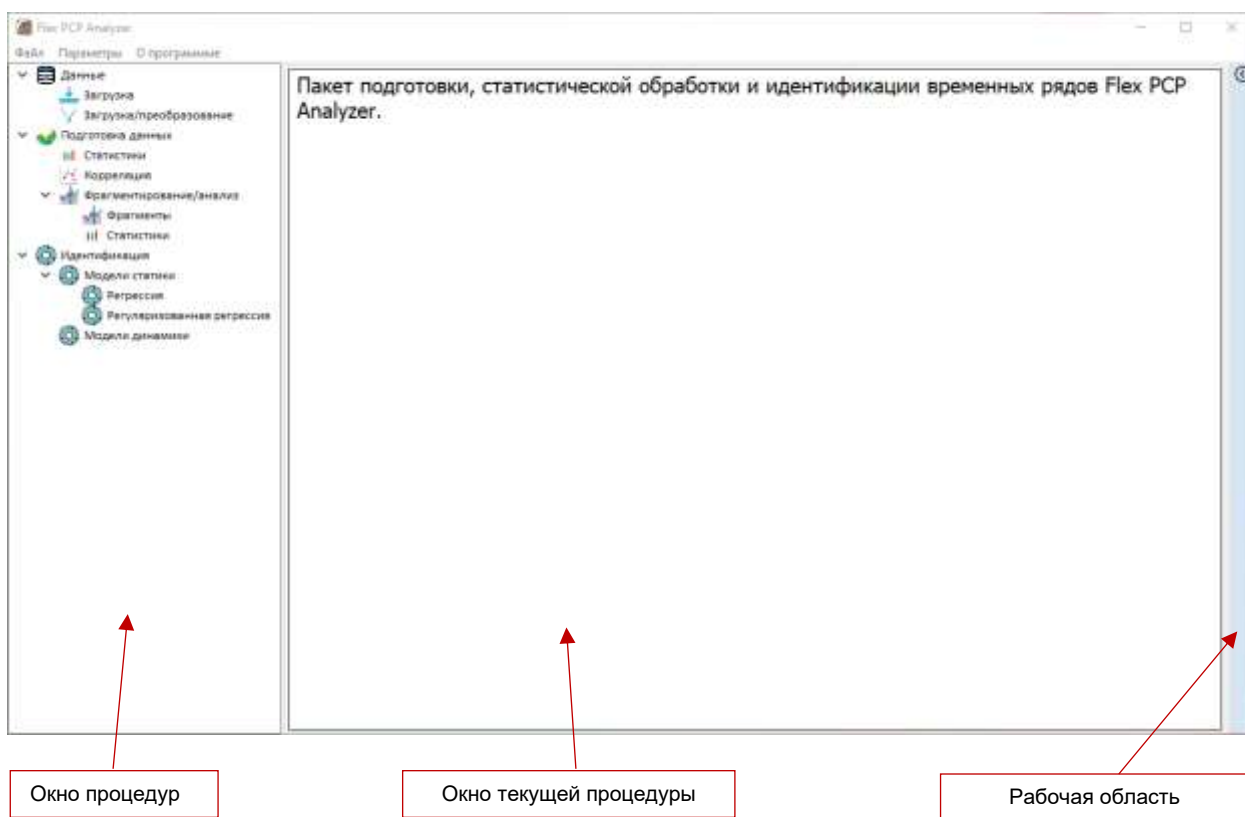 Flex PCP Analyzer
Файл Параметры О программе
Данные
Загрузка
Загрузка/преобразование
Подготовка данных
Статистики
Корреляция
Фрагментирование/анализ
Фрагменты
Статистики
Идентификация
Модели статики
Регрессия
Регуляризованная регрессия
Модели динамики
Пакет подготовки, статистической обработки и идентификации временных рядов Flex PCP
Analyzer.
Окно процедур
Окно текущей процедуры
Рабочая область